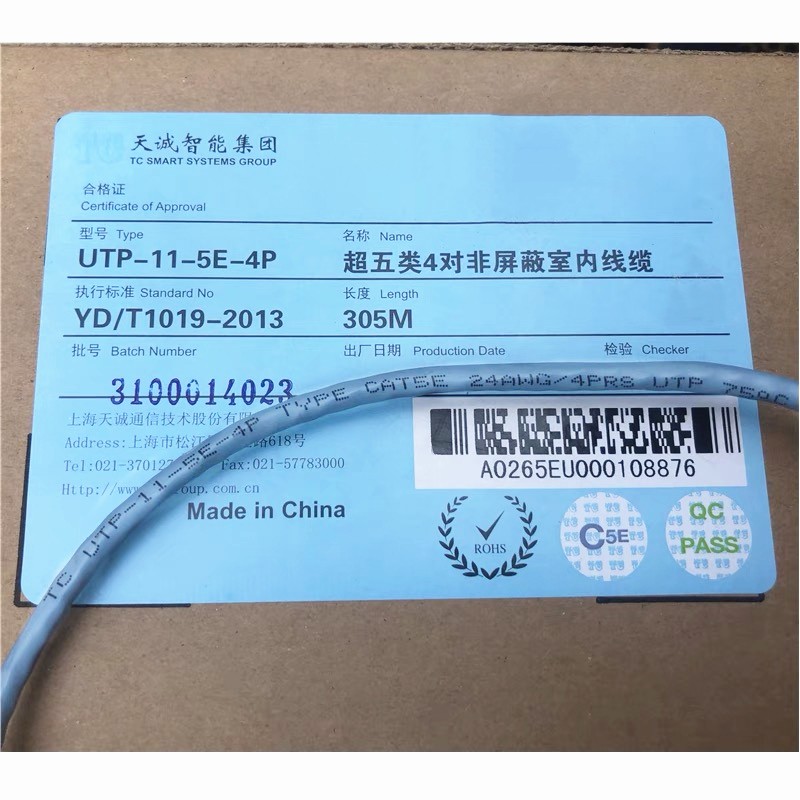 天诚智能集团
TC SMART SYSTEMS GROUP
合格证
Certificate of Approval
型号 Type 名称 Name
UTP-11-5E-4P 超五类4对非屏蔽室内线缆
执行标准 Standard No 长度 Length
YD/T1019-2013 305M
批号 Batch Number 出厂日期 Production Date 检验 Checker
3100014023
TC UTP-11-5E-4P TYPE CAT5E 24AWG/4PRS UTP 75°C
上海天诚通信技术股份有限
Address:上海市松江 路618号
Tel:021-37012 Fax:021-57783000
Http://www. group.com.cn
A0265EU000108876
Made in China
ROHS
C5E
QC
PASS